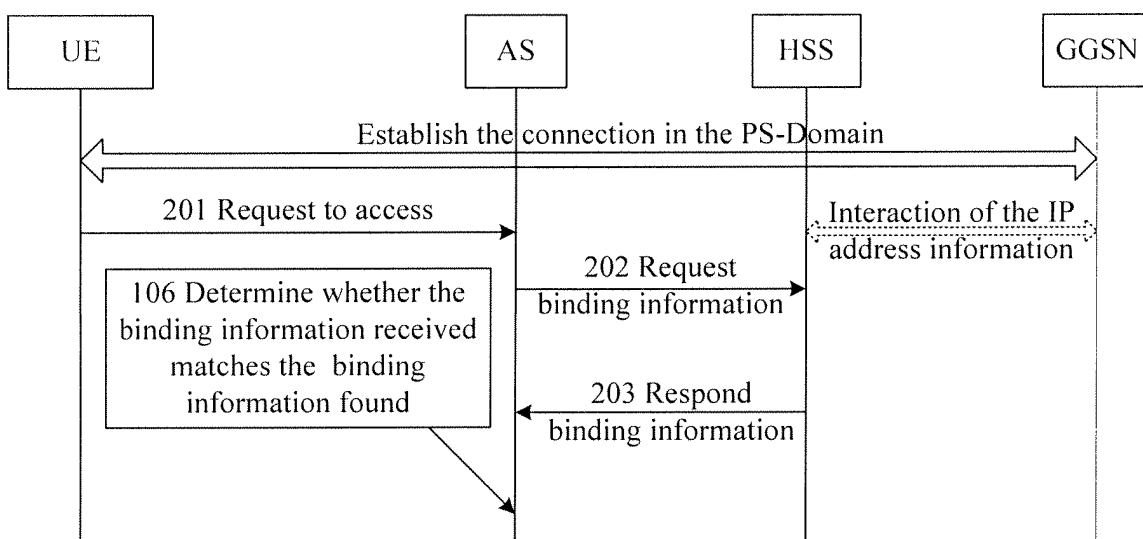 UE
AS
HSS
GGSN
Establish the connection in the PS-Domain
201 Request to access
Interaction of the IP
address information
202 Request
binding information
106 Determine whether the
binding information received
matches the binding
information found
203 Respond
binding information